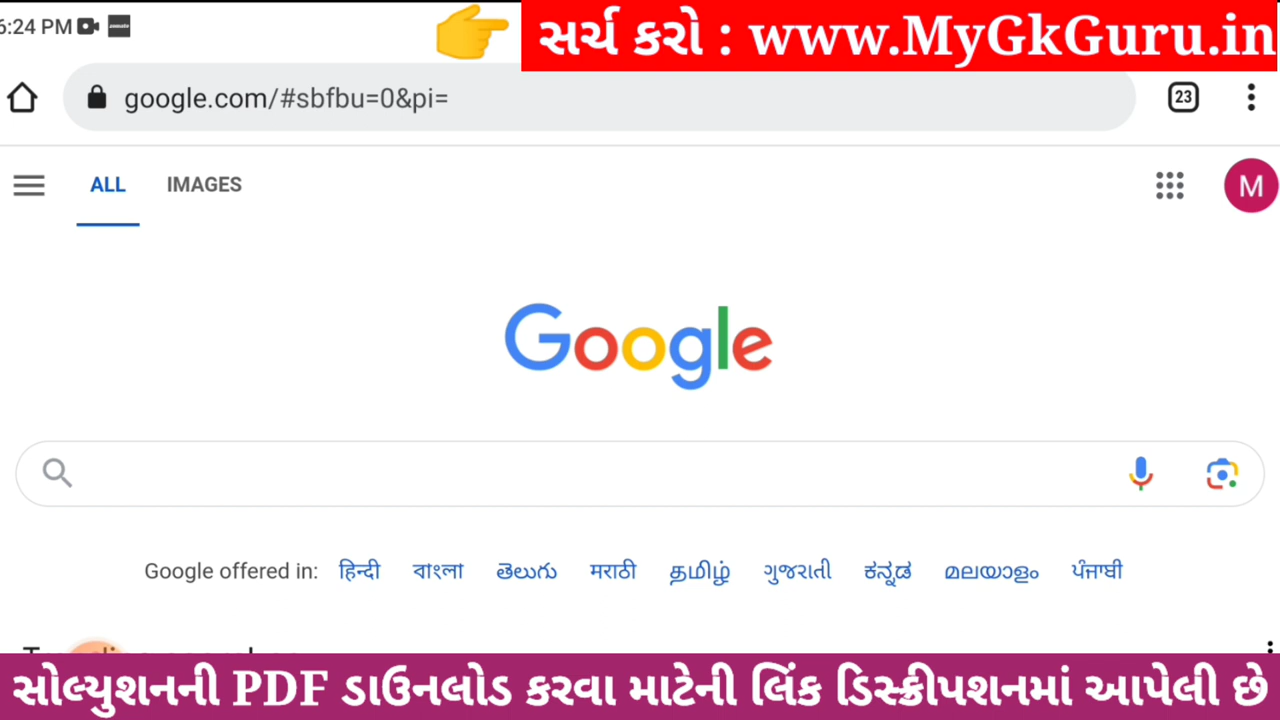 6:24 PM
સર્ચ કરો : www.MyGkGuru.in
google.com/#sbfbu=0&pi=
23
ALL IMAGES
M
Google
Google offered in: हिन्दी বাংলা తెలుగు मराठी தமிழ் ગુજરાતી ಕನ್ನಡ മലയാളം ਪੰਜਾਬੀ
સોલ્યુશનની PDF ડાઉનલોડ કરવા માટેની લિંક ડિસ્ક્રીપશનમાં આપેલી છે